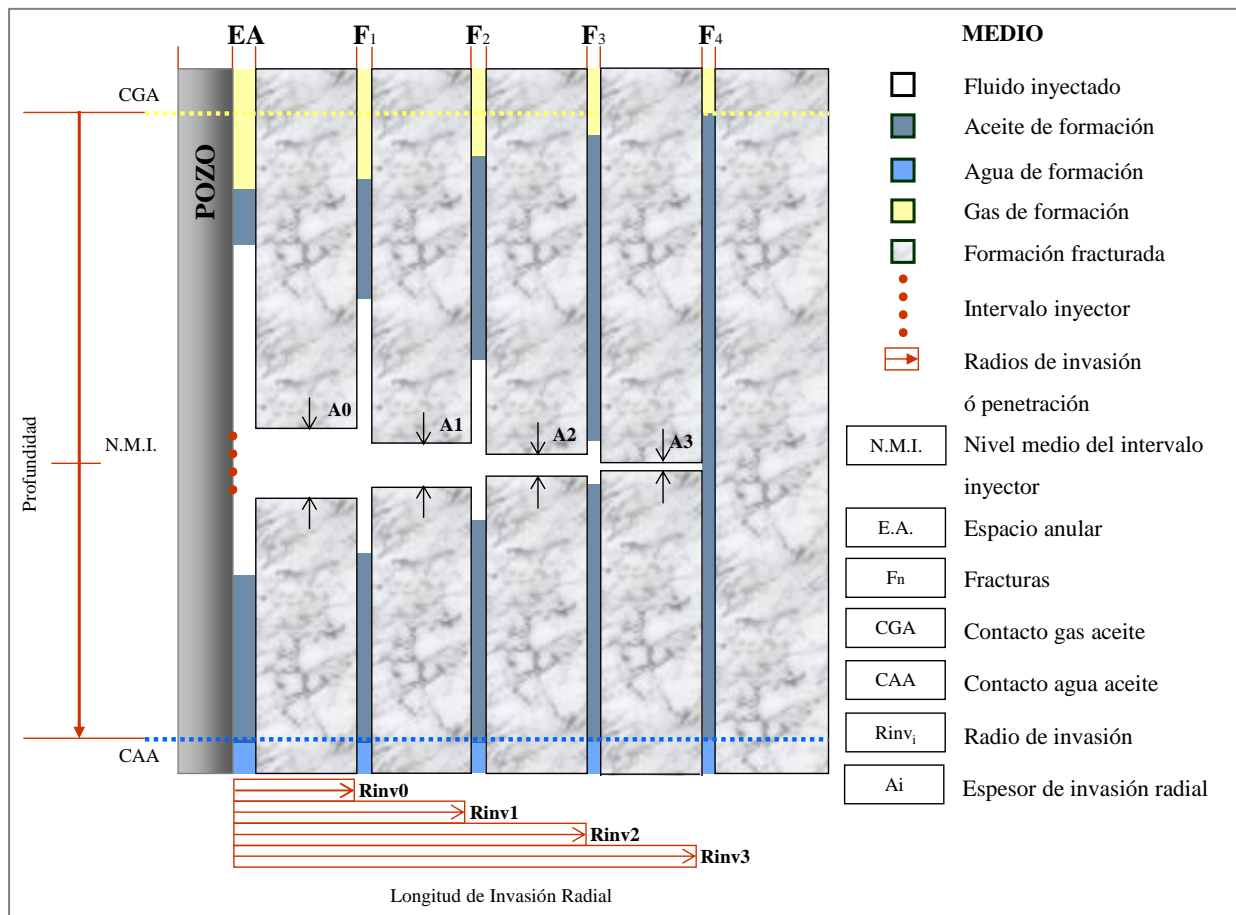 EA F1 F2 F3 F4
CGA
POZO
Profundidad
N.M.I.
A0
A1
A2
A3
CAA
Rinv0
Rinv1
Rinv2
Rinv3
Longitud de Invasión Radial
MEDIO
Fluido inyectado
Aceite de formación
Agua de formación
Gas de formación
Formación fracturada
Intervalo inyector
Radios de invasión
ó penetración
N.M.I. Nivel medio del intervalo
inyector
E.A. Espacio anular
Fn Fracturas
CGA Contacto gas aceite
CAA Contacto agua aceite
Rinvi Radio de invasión
Ai Espesor de invasión radial